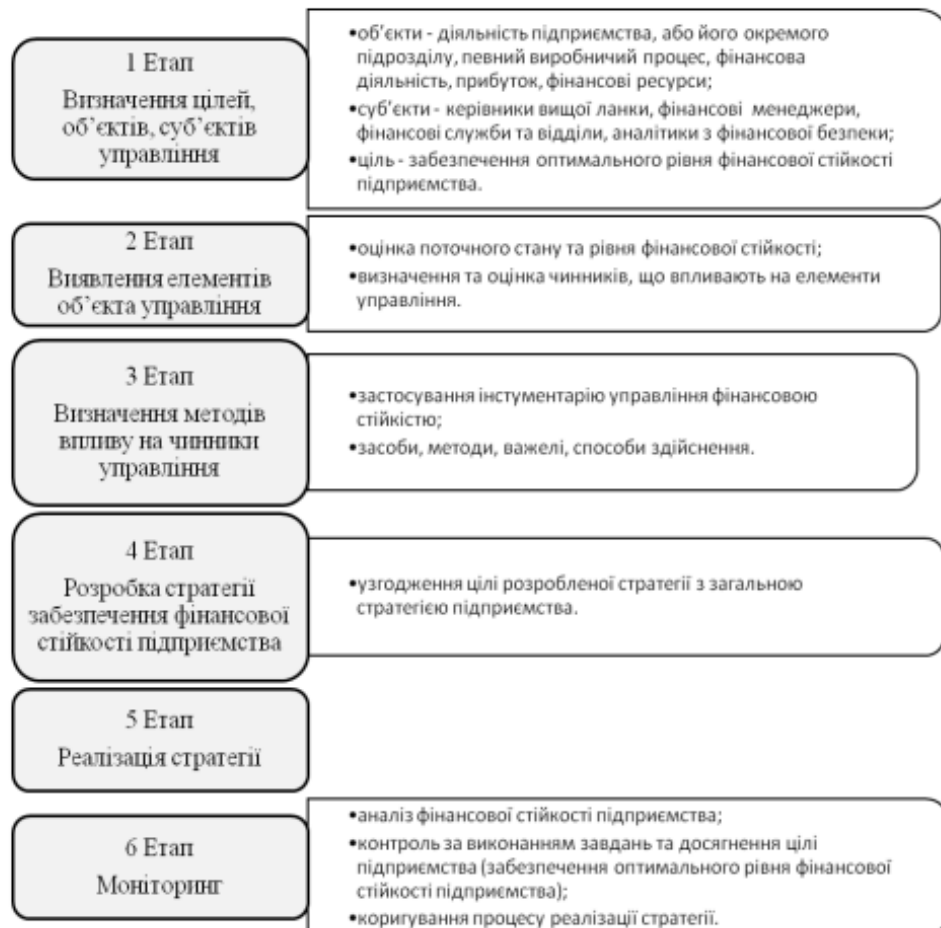 1 Етап
Визначення цілей,
об’єктів, суб’єктів
управління
•об’єкти - діяльність підприємства, або його окремого
підрозділу, певний виробничий процес, фінансова
діяльність, прибуток, фінансові ресурси;
•суб’єкти - керівники вищої ланки, фінансові менеджери,
фінансові служби та відділи, аналітики з фінансової безпеки;
•ціль - забезпечення оптимального рівня фінансової стійкості
підприємства.
2 Етап
Виявлення елементів
об’єкта управління
•оцінка поточного стану та рівня фінансової стійкості;
•визначення та оцінка чинників, що впливають на елементи
управління.
3 Етап
Визначення методів
впливу на чинники
управління
•застосування інстументарію управління фінансовою
стійкістю;
•засоби, методи, важелі, способи здійснення.
4 Етап
Розробка стратегії
забезпечення фінансової
стійкості підприємства
•узгодження цілі розробленої стратегії з загальною
стратегією підприємства.
5 Етап
Реалізація стратегії
6 Етап
Моніторинг
•аналіз фінансової стійкості підприємства;
•контроль за виконанням завдань та досягнення цілі
підприємства (забезпечення оптимального рівня фінансової
стійкості підприємства);
•коригування процесу реалізації стратегії.